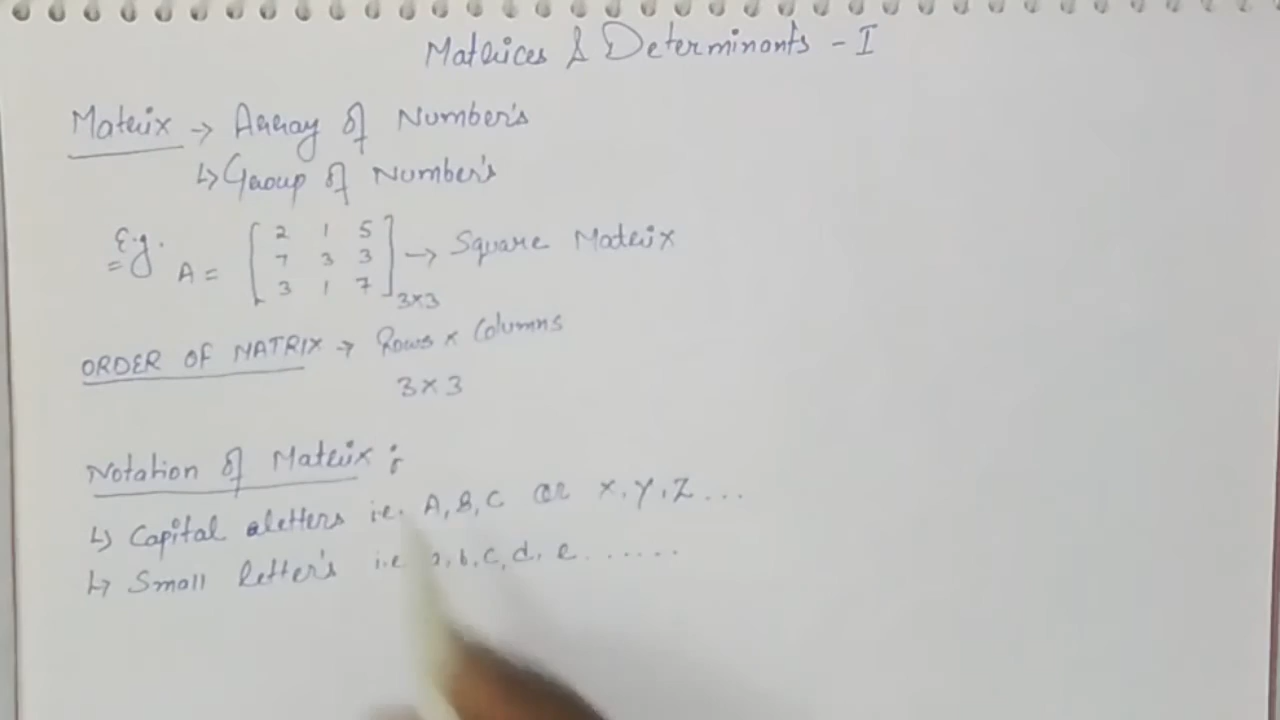 Matrices & Determinants - I
Matrix → Array of Number's
↳ Group of Number's
E.g. A = [ 2 1 5
7 3 3
3 1 7 ]3×3 → Square Matrix
ORDER OF MATRIX → Rows × Columns
3 × 3
Notation of Matrix :
↳ Capital letters i.e. A, B, C or X, Y, Z ...
↳ Small letter's i.e a, b, c, d, e ......